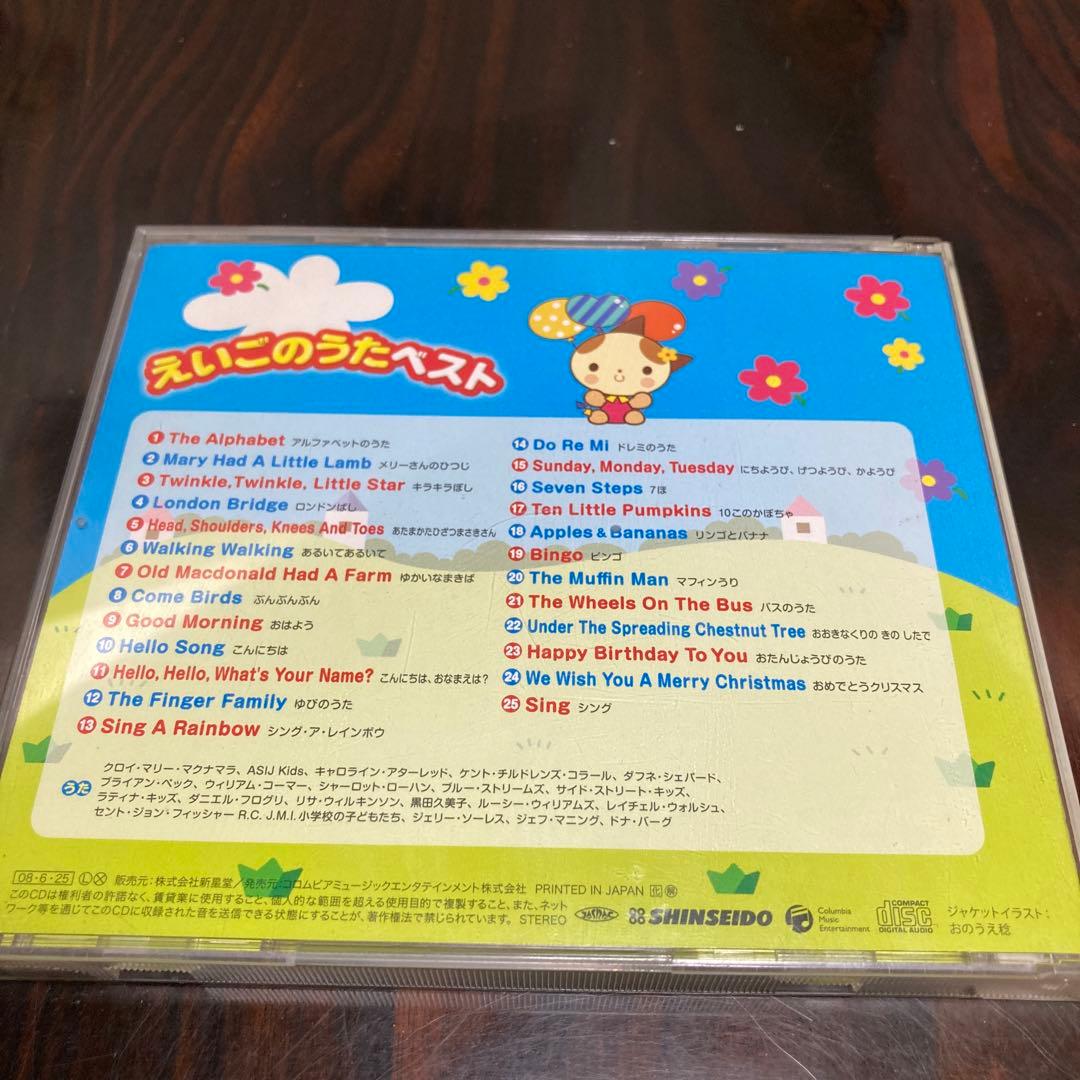 えいごのうたベスト
1 The Alphabet アルファベットのうた
2 Mary Had A Little Lamb メリーさんのひつじ
3 Twinkle,Twinkle, Little Star キラキラぼし
4 London Bridge ロンドンばし
5 Head, Shoulders, Knees And Toes あたまかたひざつまさきさん
6 Walking Walking あるいてあるいて
7 Old Macdonald Had A Farm ゆかいなまきば
8 Come Birds ぶんぶんぶん
9 Good Morning おはよう
10 Hello Song こんにちは
11 Hello, Hello, What's Your Name? こんにちは、おなまえは?
12 The Finger Family ゆびのうた
13 Sing A Rainbow シング・ア・レインボウ
14 Do Re Mi ドレミのうた
15 Sunday, Monday, Tuesday にちようび、げつようび、かようび
16 Seven Steps 7ほ
17 Ten Little Pumpkins 10このかぼちゃ
18 Apples & Bananas リンゴとバナナ
19 Bingo ビンゴ
20 The Muffin Man マフィンうり
21 The Wheels On The Bus バスのうた
22 Under The Spreading Chestnut Tree おおきなくりの きの したで
23 Happy Birthday To You おたんじょうびのうた
24 We Wish You A Merry Christmas おめでとうクリスマス
25 Sing シング
うた クロイ・マリー・マクナマラ、ASIJ Kids、キャロライン・アターレッド、ケント・チルドレンズ・コラール、ダフネ・シェパード、
ブライアン・ペック、ウィリアム・コーマー、シャーロット・ローハン、ブルー・ストリームズ、サイド・ストリート・キッズ、
ラティナ・キッズ、ダニエル・フログリ、リサ・ウィルキンソン、黒田久美子、ルーシー・ウィリアムズ、レイチェル・ウォルシュ、
セント・ジョン・フィッシャー R.C. J.M.I.小学校の子どもたち、ジェリー・ソーレス、ジェフ・マニング、ドナ・バーグ
08・6・25 Ⓛ Ⓧ 販売元:株式会社新星堂/発売元:コロムビアミュージックエンタテインメント株式会社 PRINTED IN JAPAN
このCDは権利者の許諾なく、賃貸業に使用すること、個人的な範囲を超える使用目的で複製すること、また、ネット
ワーク等を通じてこのCDに収録された音を送信できる状態にすることが、著作権法で禁じられています。 STEREO
JASRAC
SHINSEIDO
Columbia
Music
Entertainment
COMPACT
disc
DIGITAL AUDIO
ジャケットイラスト:
おのうえ稔